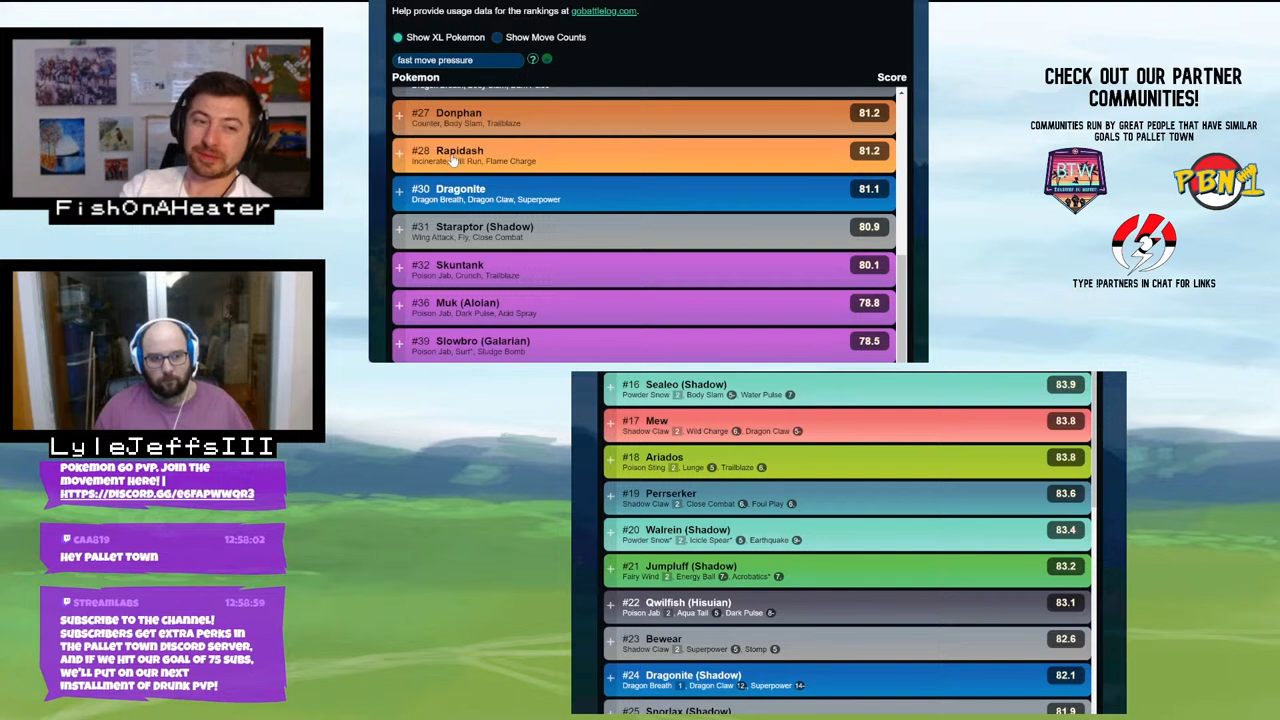 Help provide usage data for the rankings at gobattlelog.com.
Show XL Pokemon Show Move Counts
fast move pressure ?
Pokemon Score
#27 Donphan 81.2
Counter, Body Slam, Trailblaze
#28 Rapidash 81.2
Incinerate, Run, Flame Charge
#30 Dragonite 81.1
Dragon Breath, Dragon Claw, Superpower
#31 Staraptor (Shadow) 80.9
Wing Attack, Fly, Close Combat
#32 Skuntank 80.1
Poison Jab, Crunch, Trailblaze
#36 Muk (Alolan) 78.8
Poison Jab, Dark Pulse, Acid Spray
#39 Slowbro (Galarian) 78.5
Poison Jab, Surf*, Sludge Bomb
FishOnAHeater
LyleJeffsIII
POKEMON GO PVP, JOIN THE
MOVEMENT HERE! |
HTTPS://DISCORD.GG/E6FAPWWQR3
CAA819 12:58:02
HEY PALLET TOWN
STREAMLABS 12:58:59
SUBSCRIBE TO THE CHANNEL!
SUBSCRIBERS GET EXTRA PERKS IN
THE PALLET TOWN DISCORD SERVER,
AND IF WE HIT OUR GOAL OF 75 SUBS,
WE'LL PUT ON OUR NEXT
INSTALLMENT OF DRUNK PVP!
#16 Sealeo (Shadow) 83.9
Powder Snow 2, Body Slam 5-, Water Pulse 7
#17 Mew 83.8
Shadow Claw 2, Wild Charge 6, Dragon Claw 5-
#18 Ariados 83.8
Poison Sting 2, Lunge 5, Trailblaze 6
#19 Perrserker 83.6
Shadow Claw 2, Close Combat 6, Foul Play 6
#20 Walrein (Shadow) 83.4
Powder Snow* 2, Icicle Spear* 5, Earthquake 9-
#21 Jumpluff (Shadow) 83.2
Fairy Wind 2, Energy Ball 7, Acrobatics* 7
#22 Qwilfish (Hisuian) 83.1
Poison Jab 2, Aqua Tail 5, Dark Pulse 8-
#23 Bewear 82.6
Shadow Claw 2, Superpower 5, Stomp 5
#24 Dragonite (Shadow) 82.1
Dragon Breath 1, Dragon Claw 12, Superpower 14-
#25 Snorlax (Shadow) 81.9
CHECK OUT OUR PARTNER
COMMUNITIES!
COMMUNITIES RUN BY GREAT PEOPLE THAT HAVE SIMILAR
GOALS TO PALLET TOWN
BTW
PBN1
TYPE !PARTNERS IN CHAT FOR LINKS